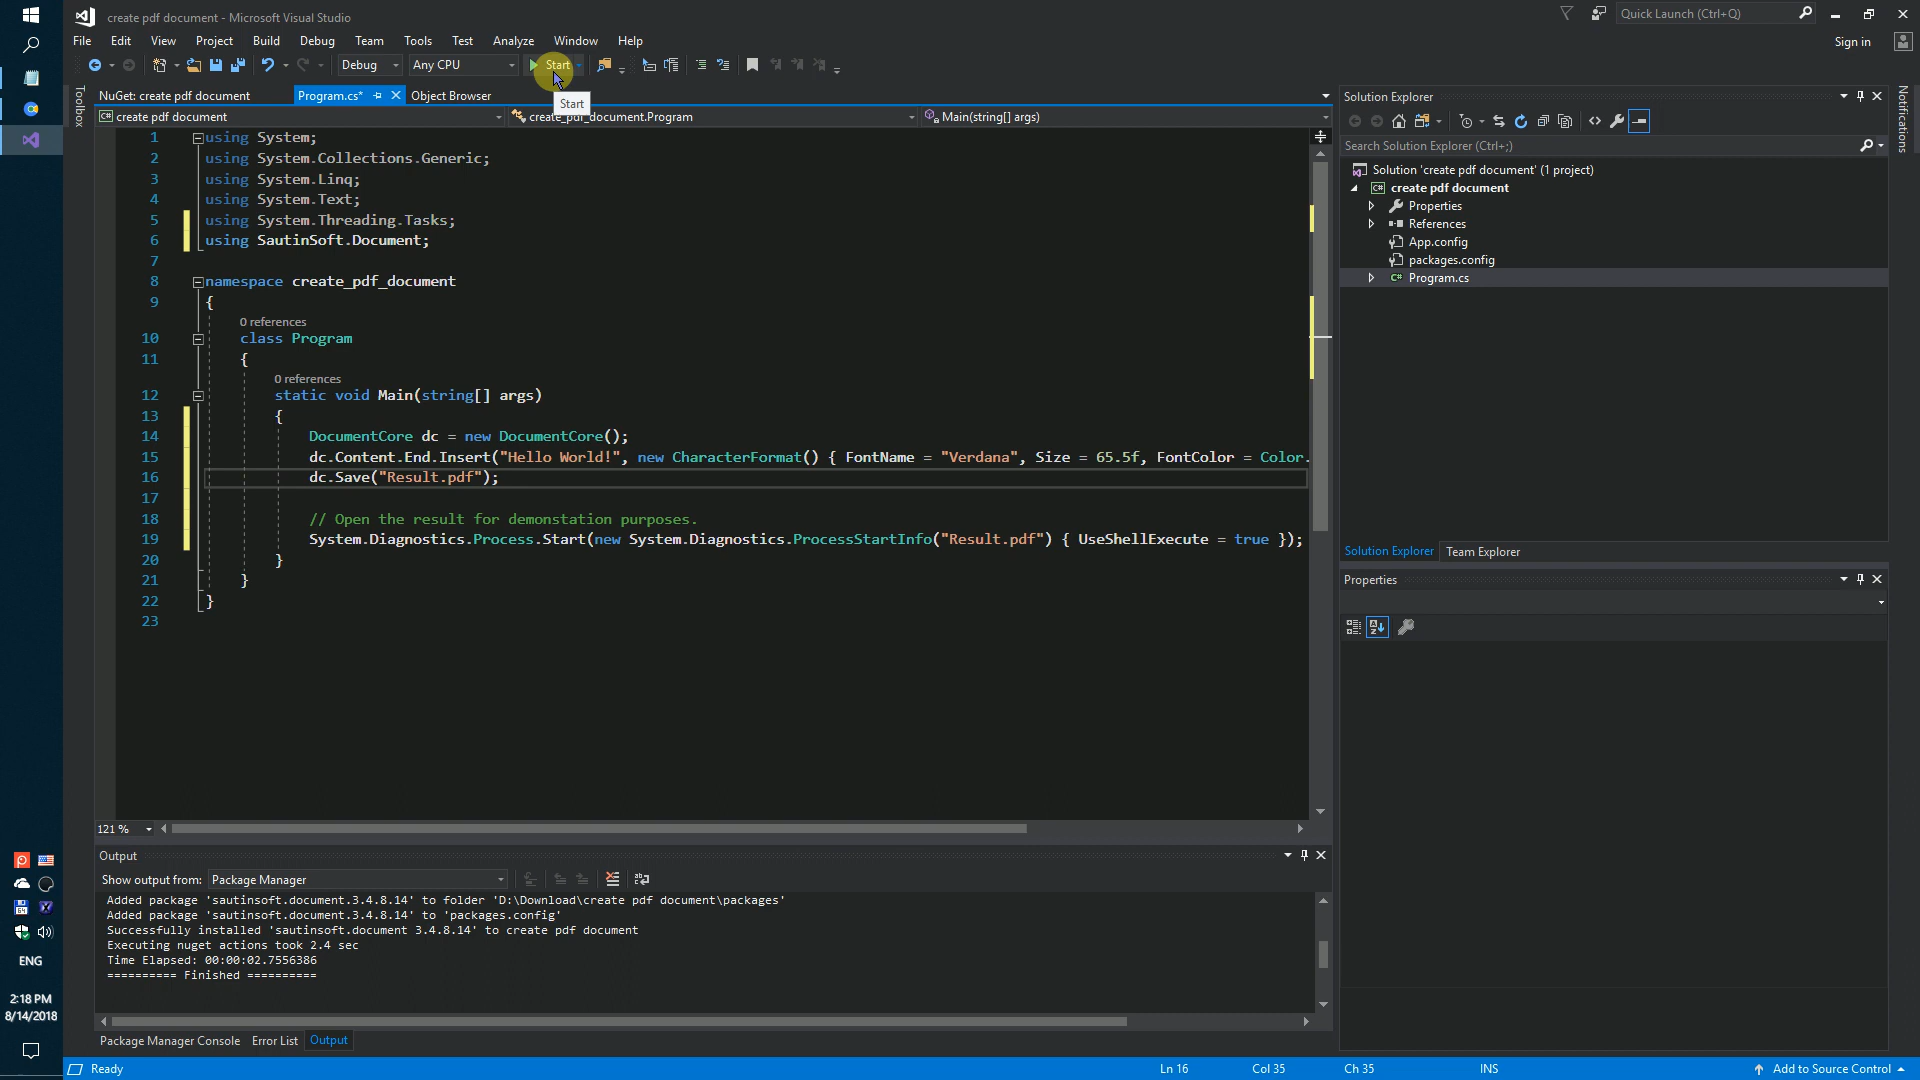 create pdf document - Microsoft Visual Studio
Quick Launch (Ctrl+Q)
File Edit View Project Build Debug Team Tools Test Analyze Window Help
Sign in
Debug Any CPU Start
NuGet: create pdf document Program.cs* Object Browser
Start
create pdf document create_pdf_document.Program Main(string[] args)
Toolbox
1 using System;
2 using System.Collections.Generic;
3 using System.Linq;
4 using System.Text;
5 using System.Threading.Tasks;
6 using SautinSoft.Document;
7
8 namespace create_pdf_document
9 {
0 references
10 class Program
11 {
0 references
12 static void Main(string[] args)
13 {
14 DocumentCore dc = new DocumentCore();
15 dc.Content.End.Insert("Hello World!", new CharacterFormat() { FontName = "Verdana", Size = 65.5f, FontColor = Color.
16 dc.Save("Result.pdf");
17
18 // Open the result for demonstation purposes.
19 System.Diagnostics.Process.Start(new System.Diagnostics.ProcessStartInfo("Result.pdf") { UseShellExecute = true });
20 }
21 }
22 }
23
121 %
Output
Show output from: Package Manager
Added package 'sautinsoft.document.3.4.8.14' to folder 'D:\Download\create pdf document\packages'
Added package 'sautinsoft.document.3.4.8.14' to 'packages.config'
Successfully installed 'sautinsoft.document 3.4.8.14' to create pdf document
Executing nuget actions took 2.4 sec
Time Elapsed: 00:00:02.7556386
========== Finished ==========
Package Manager Console Error List Output
Solution Explorer
Search Solution Explorer (Ctrl+;)
Solution 'create pdf document' (1 project)
C# create pdf document
Properties
References
App.config
packages.config
C# Program.cs
Solution Explorer Team Explorer
Properties
Notifications
64
ENG
2:18 PM
8/14/2018
Ready Ln 16 Col 35 Ch 35 INS Add to Source Control